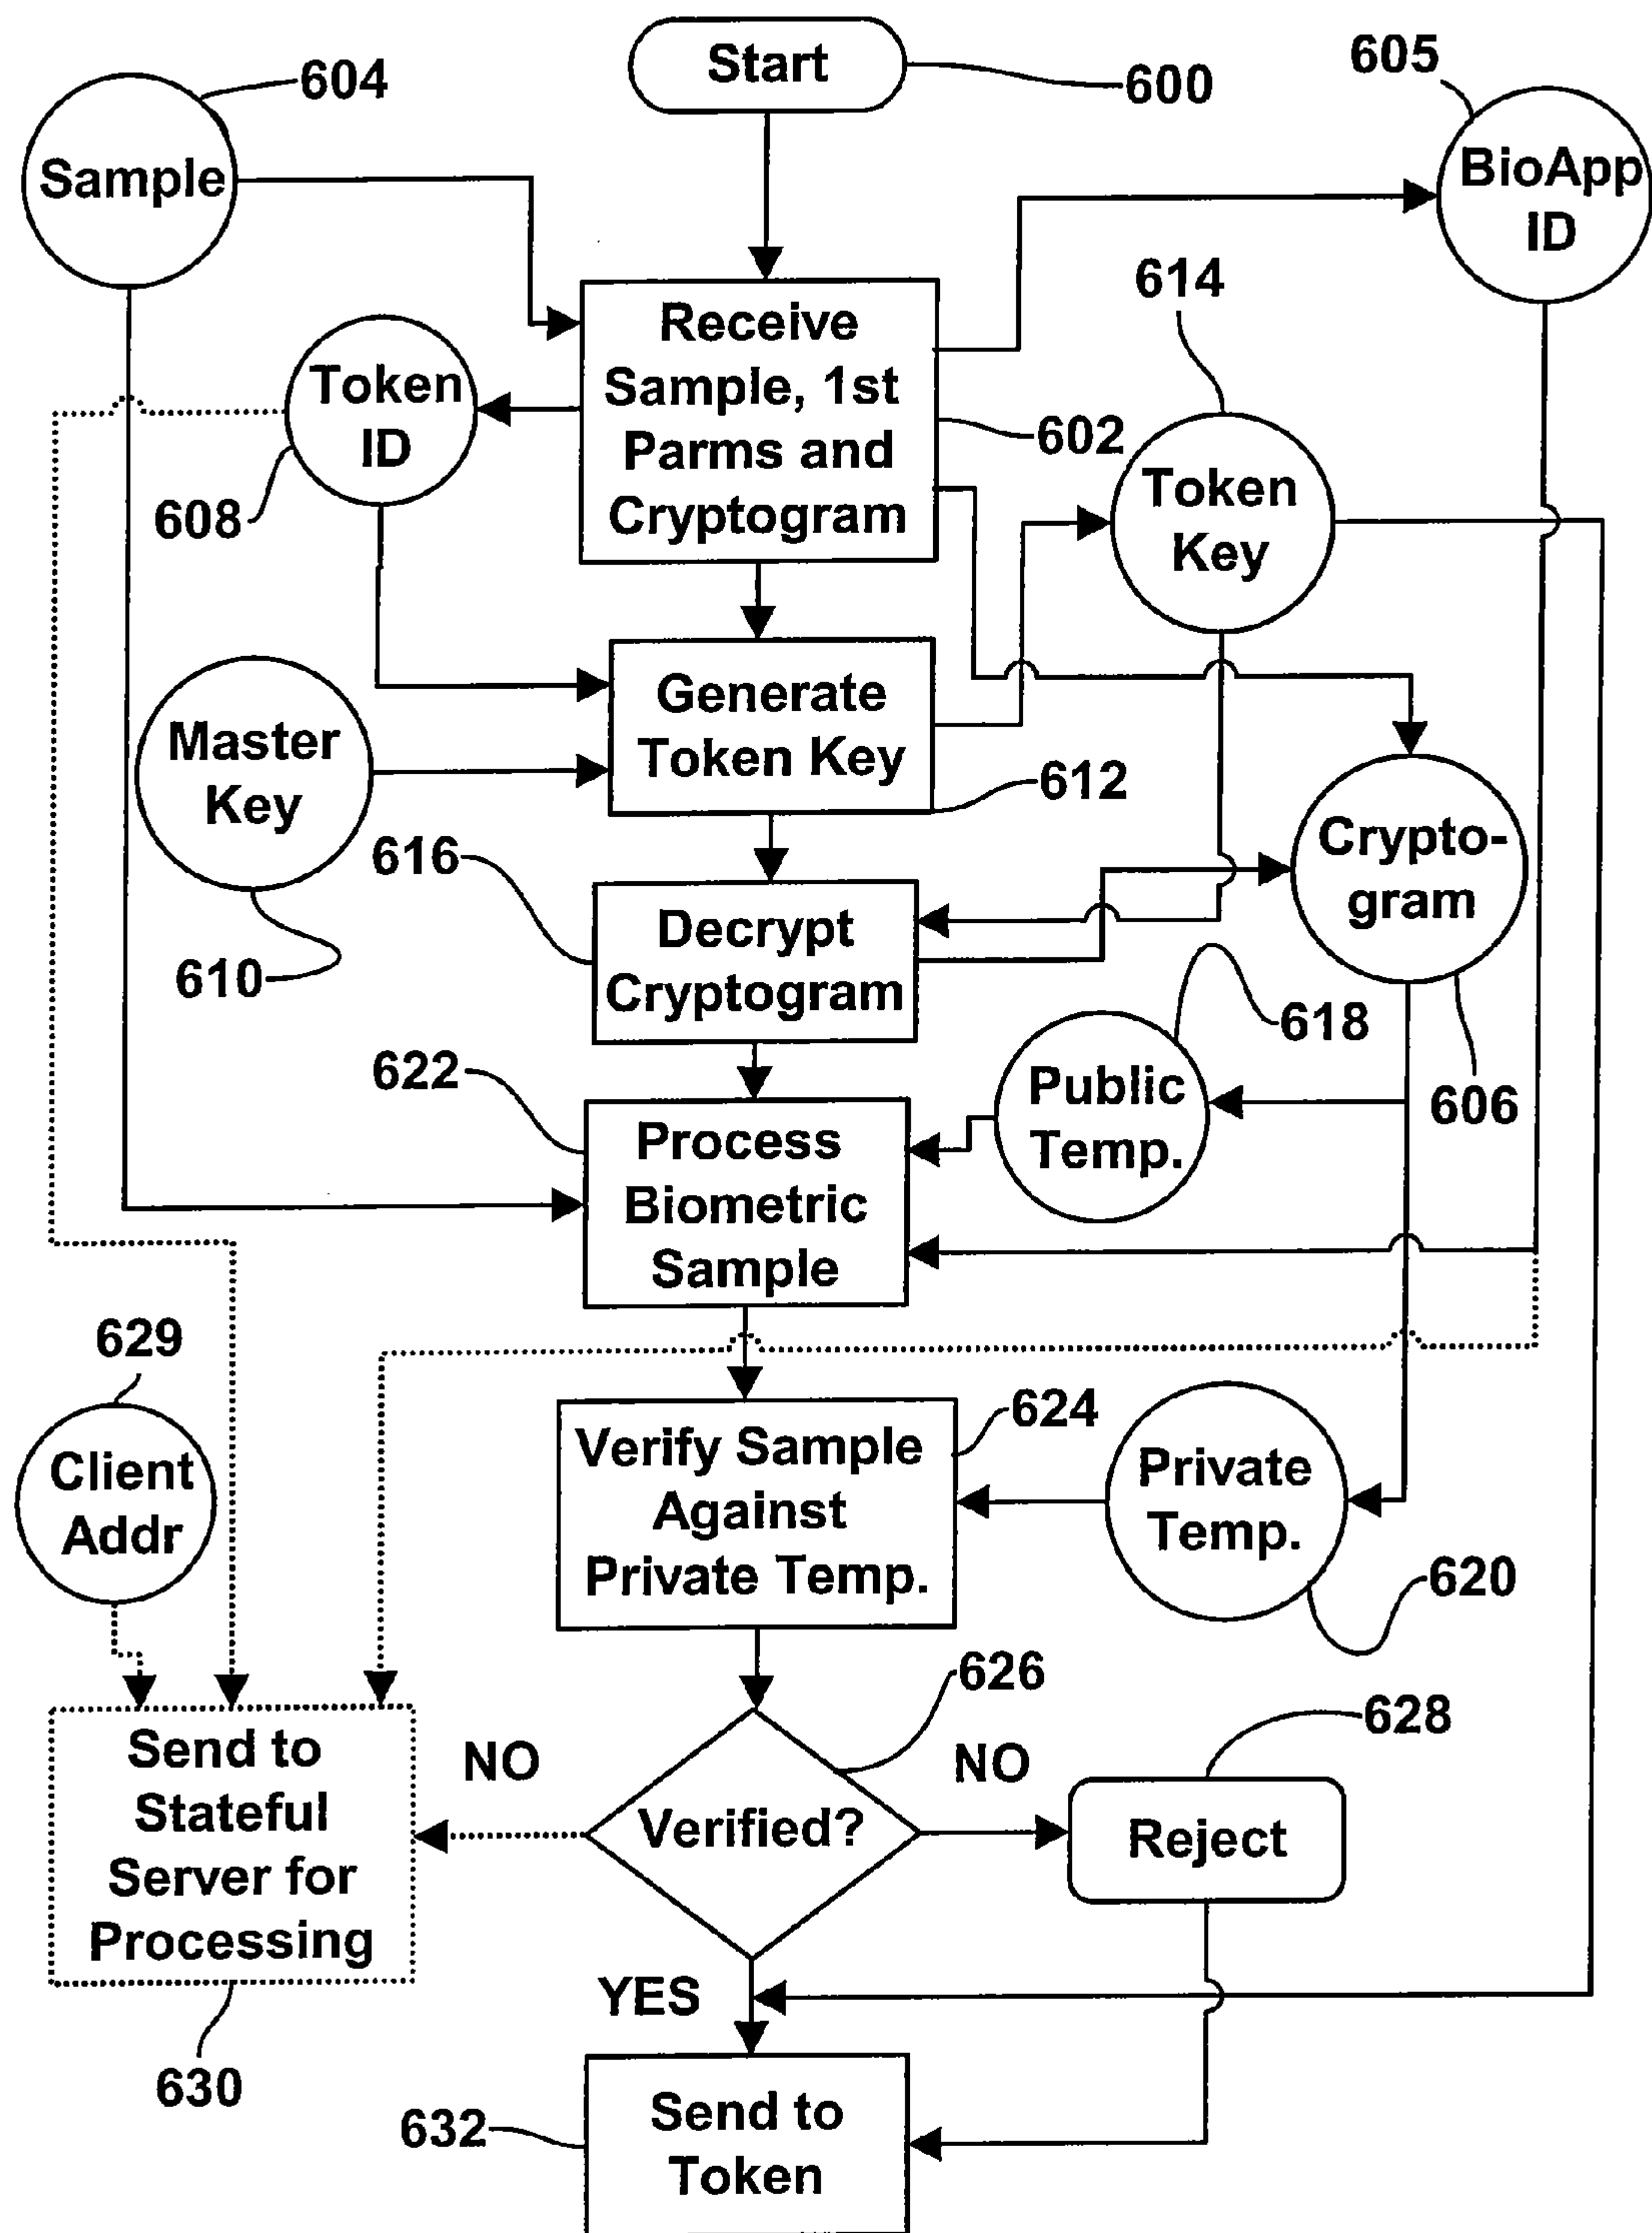 Start
600
604
605
Sample
BioApp
ID
614
Receive
Sample, 1st
Parms and
Cryptogram
602
Token
ID
608
Token
Key
Master
Key
610
Generate
Token Key
612
616
Decrypt
Cryptogram
Crypto-
gram
618
606
622
Process
Biometric
Sample
Public
Temp.
629
Client
Addr
Verify Sample
Against
Private Temp.
624
Private
Temp.
620
626
628
Send to
Stateful
Server for
Processing
NO
Verified?
NO
Reject
630
YES
632
Send to
Token